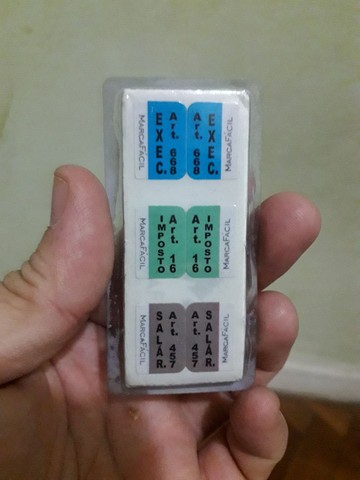 MARCAFÁCIL
EXEC.
Art. 668
Art. 668
EXEC.
MARCAFÁCIL
MARCAFÁCIL
IMPOSTO
Art. 16
Art. 16
IMPOSTO
MARCAFÁCIL
MARCAFÁCIL
SALÁR.
Art. 457
Art. 457
SALÁR.
MARCAFÁCIL